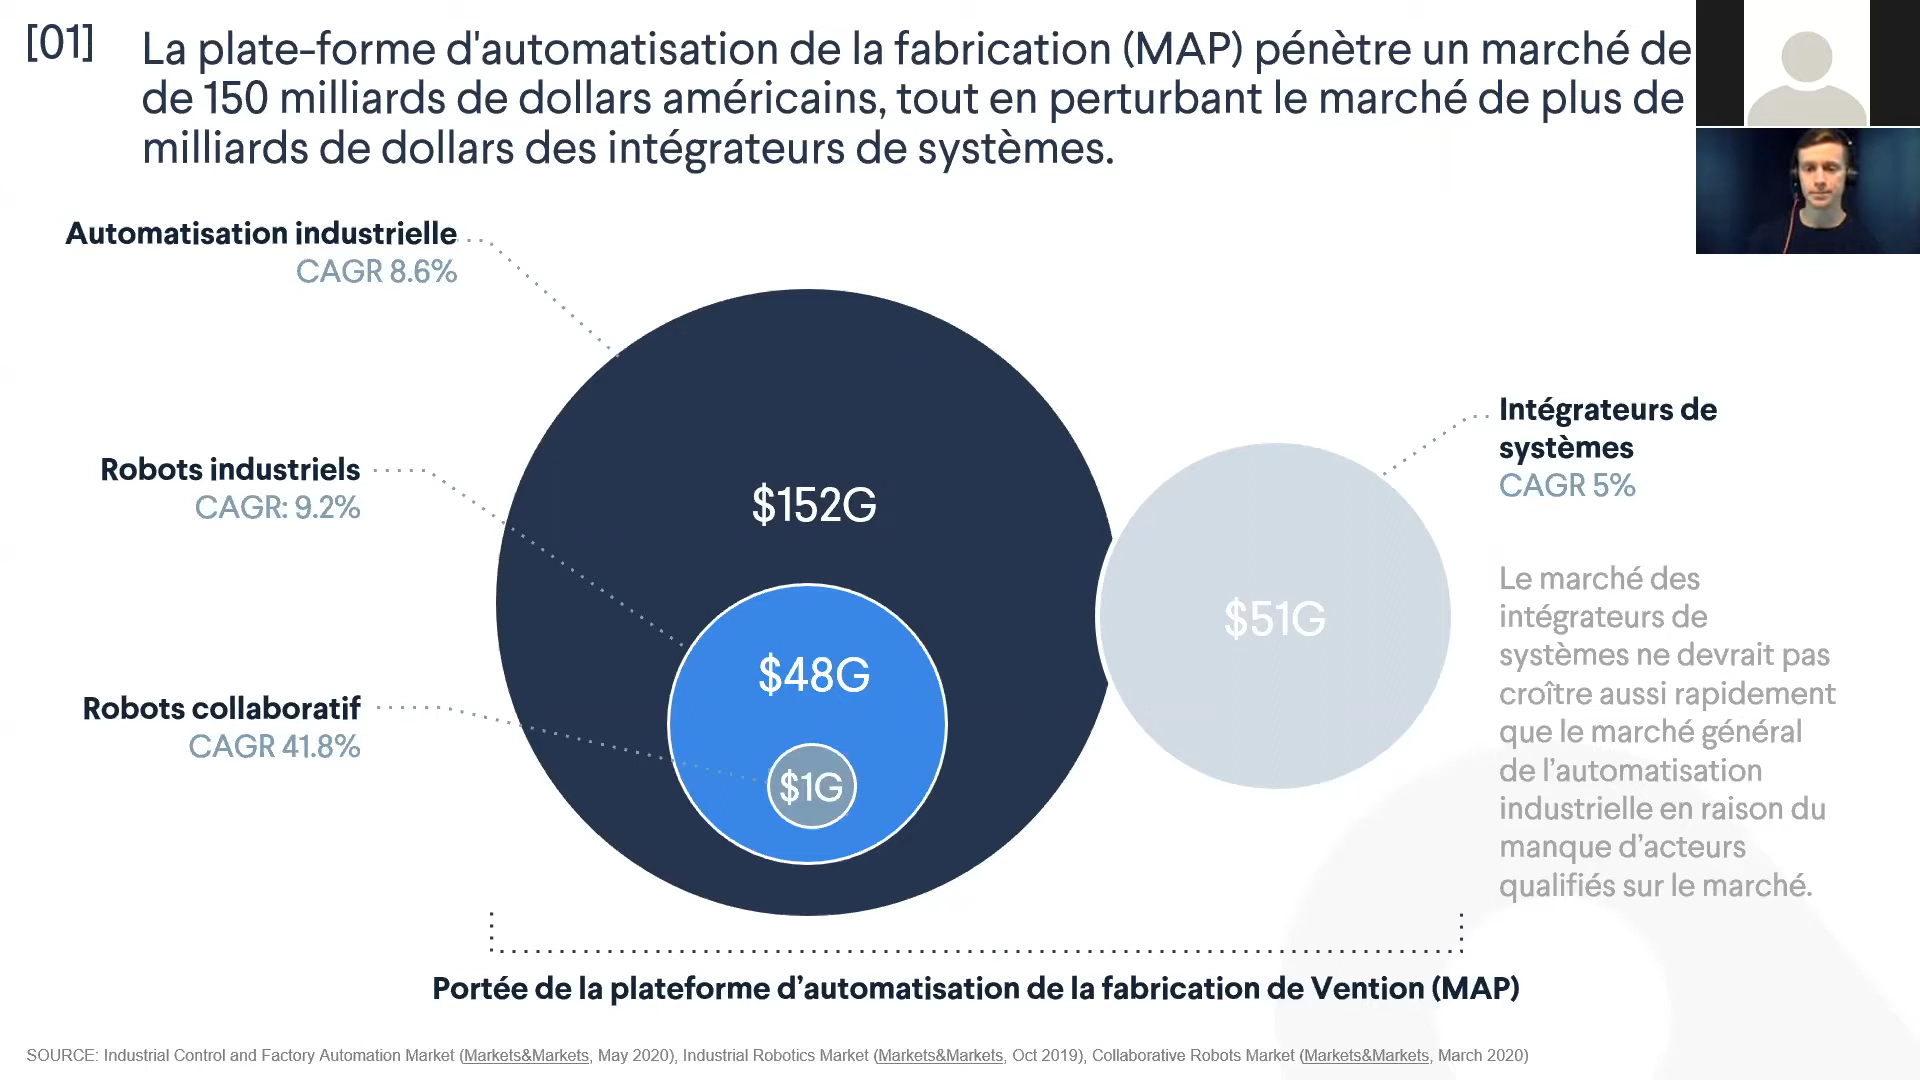 [01]
La plate-forme d'automatisation de la fabrication (MAP) pénètre un marché de
de 150 milliards de dollars américains, tout en perturbant le marché de plus de
milliards de dollars des intégrateurs de systèmes.
Automatisation industrielle
CAGR 8.6%
Robots industriels
CAGR: 9.2%
Robots collaboratif
CAGR 41.8%
$152G
$48G
$1G
$51G
Intégrateurs de
systèmes
CAGR 5%
Le marché des
intégrateurs de
systèmes ne devrait pas
croître aussi rapidement
que le marché général
de l’automatisation
industrielle en raison du
manque d’acteurs
qualifiés sur le marché.
Portée de la plateforme d’automatisation de la fabrication de Vention (MAP)
SOURCE: Industrial Control and Factory Automation Market (Markets&Markets, May 2020), Industrial Robotics Market (Markets&Markets, Oct 2019), Collaborative Robots Market (Markets&Markets, March 2020)